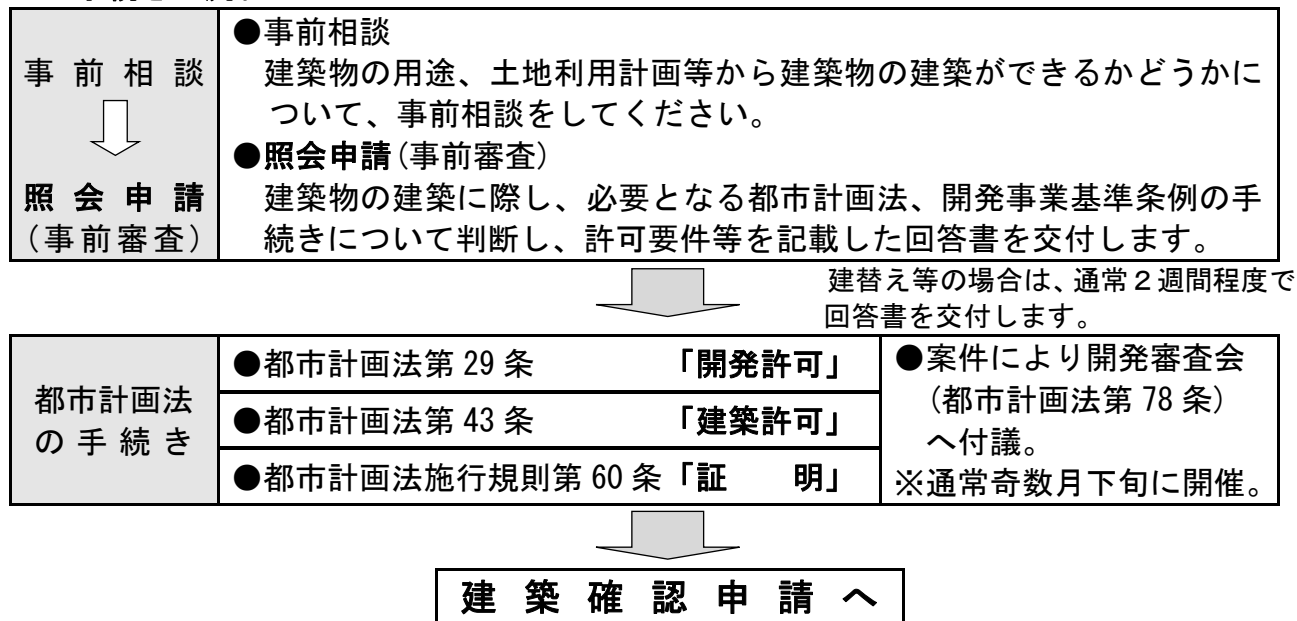 ●事前相談
事前相談
建築物の用途、土地利用計画等から建築物の建築ができるかどうかに
ついて、事前相談をしてください。
●照会申請(事前審査)
照会申請
(事前審査)
建築物の建築に際し、必要となる都市計画法、開発事業基準条例の手
続きについて判断し、許可要件等を記載した回答書を交付します。
建替え等の場合は、通常2週間程度で
回答書を交付します。
都市計画法
の手続き
●都市計画法第29条 「開発許可」
●都市計画法第43条 「建築許可」
●都市計画法施行規則第60条「証 明」
●案件により開発審査会
(都市計画法第78条)
へ付議。
※通常奇数月下旬に開催。
建築確認申請へ